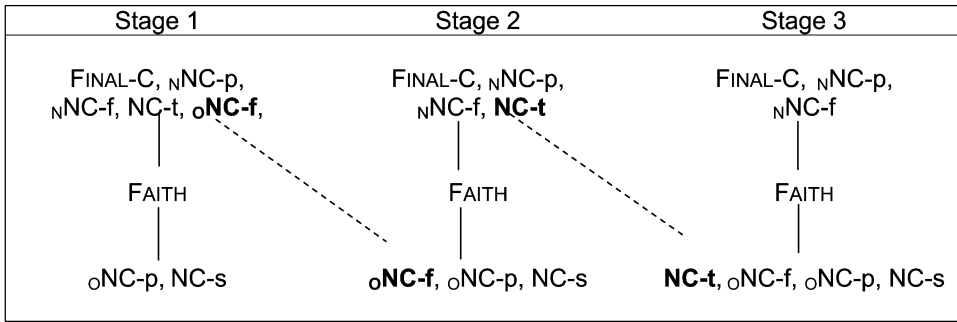 Stage 1 Stage 2 Stage 3
FINAL-C, NNC-p, FINAL-C, NNC-p, FINAL-C, NNC-p,
NNC-f, NC-t, ONC-f, NNC-f, NC-t NNC-f
FAITH FAITH FAITH
ONC-p, NC-s ONC-f, ONC-p, NC-s NC-t, ONC-f, ONC-p, NC-s